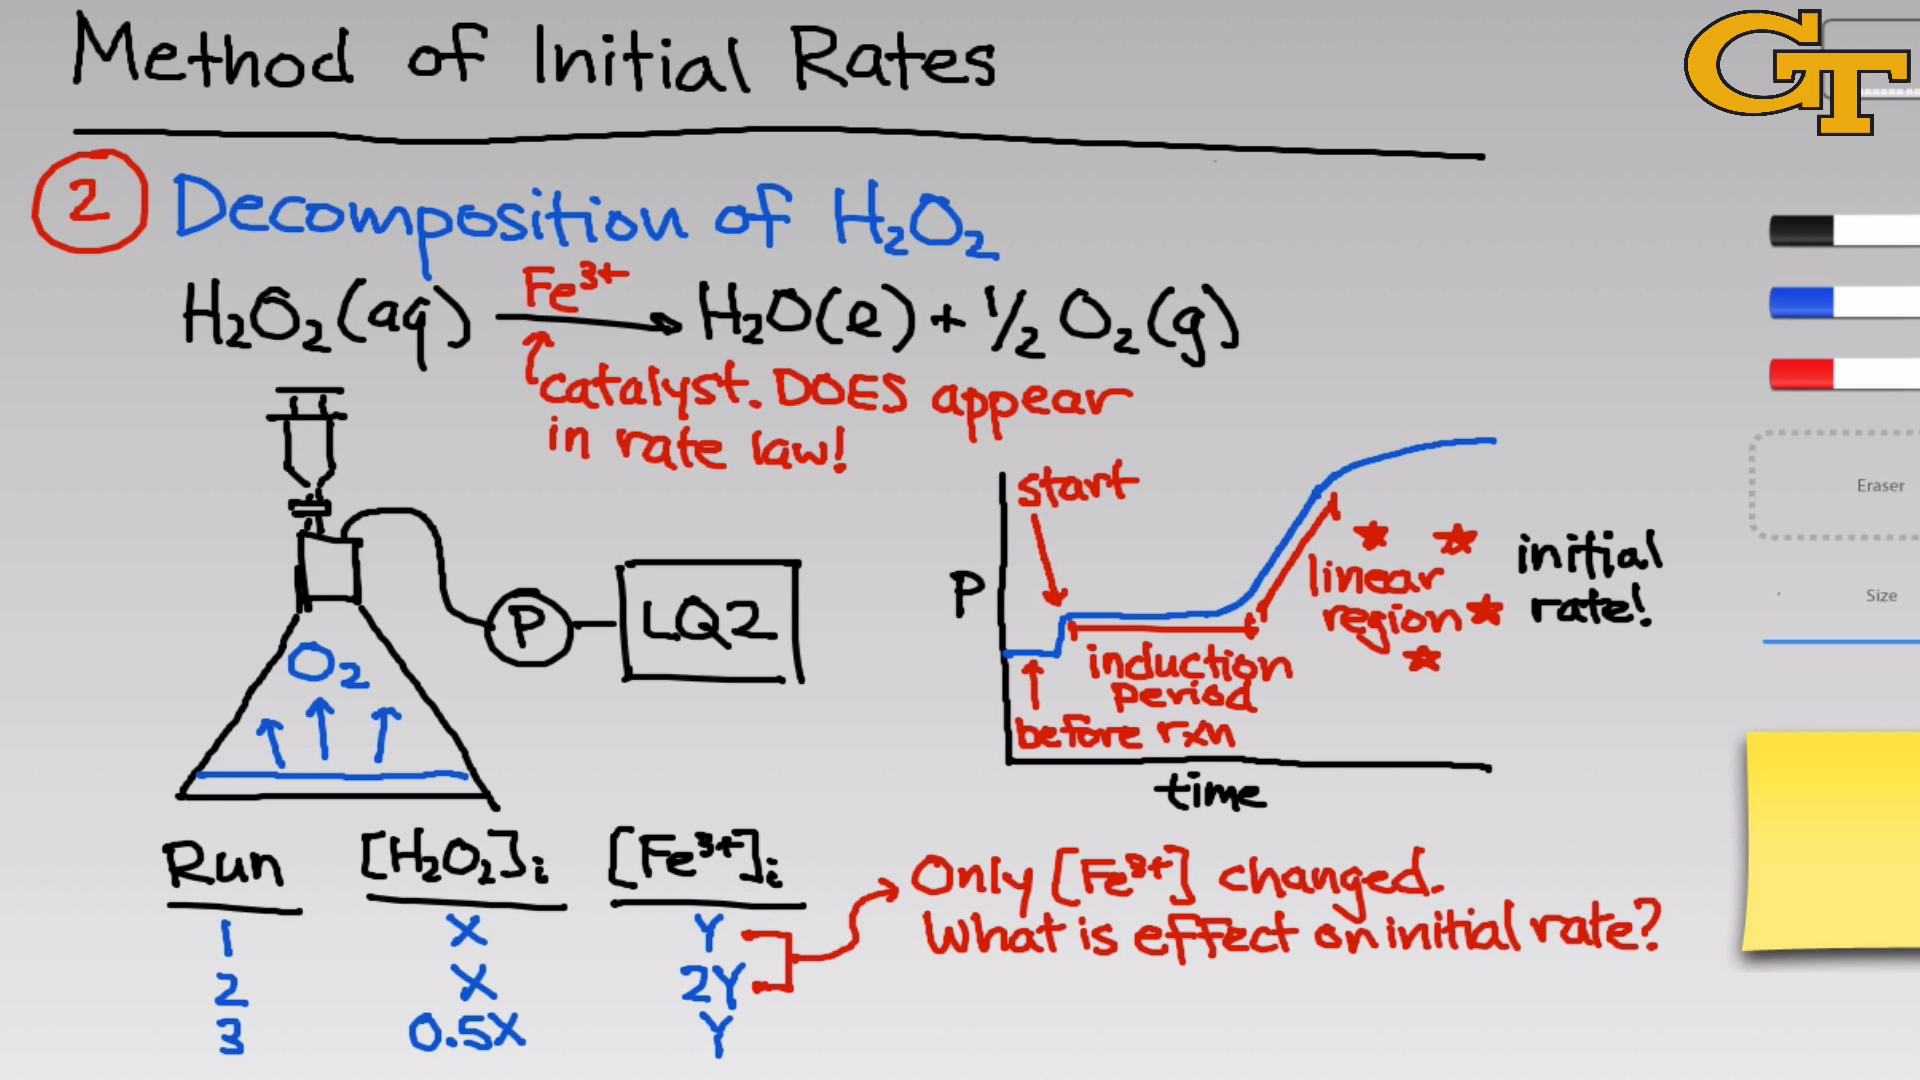 Method of Initial Rates
GT
2 Decomposition of H₂O₂
Fe³⁺
H₂O₂(aq) → H₂O(l) + ½ O₂(g)
catalyst. DOES appear
in rate law!
start
P
linear
region
initial
rate!
induction
period
before rxn
time
O₂
P
LQ2
Run [H₂O₂]ᵢ [Fe³⁺]ᵢ
1 X Y
2 X 2Y
3 0.5X Y
Only [Fe³⁺] changed.
What is effect on initial rate?
Eraser
Size